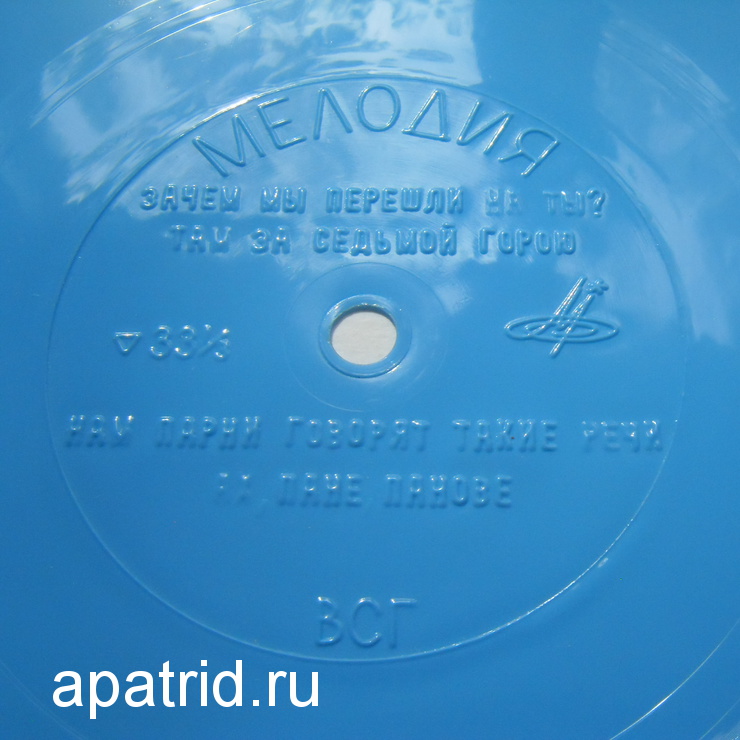 МЕЛОДИЯ
ЗАЧЕМ МЫ ПЕРЕШЛИ НА ТЫ?
ТАМ ЗА СЕДЬМОЙ ГОРОЮ
▽ 33⅓
НАМ ПАРНИ ГОВОРЯТ ТАКИЕ РЕЧИ
АХ, ПАНЕ ПАНОВЕ
ВСГ
apatrid.ru